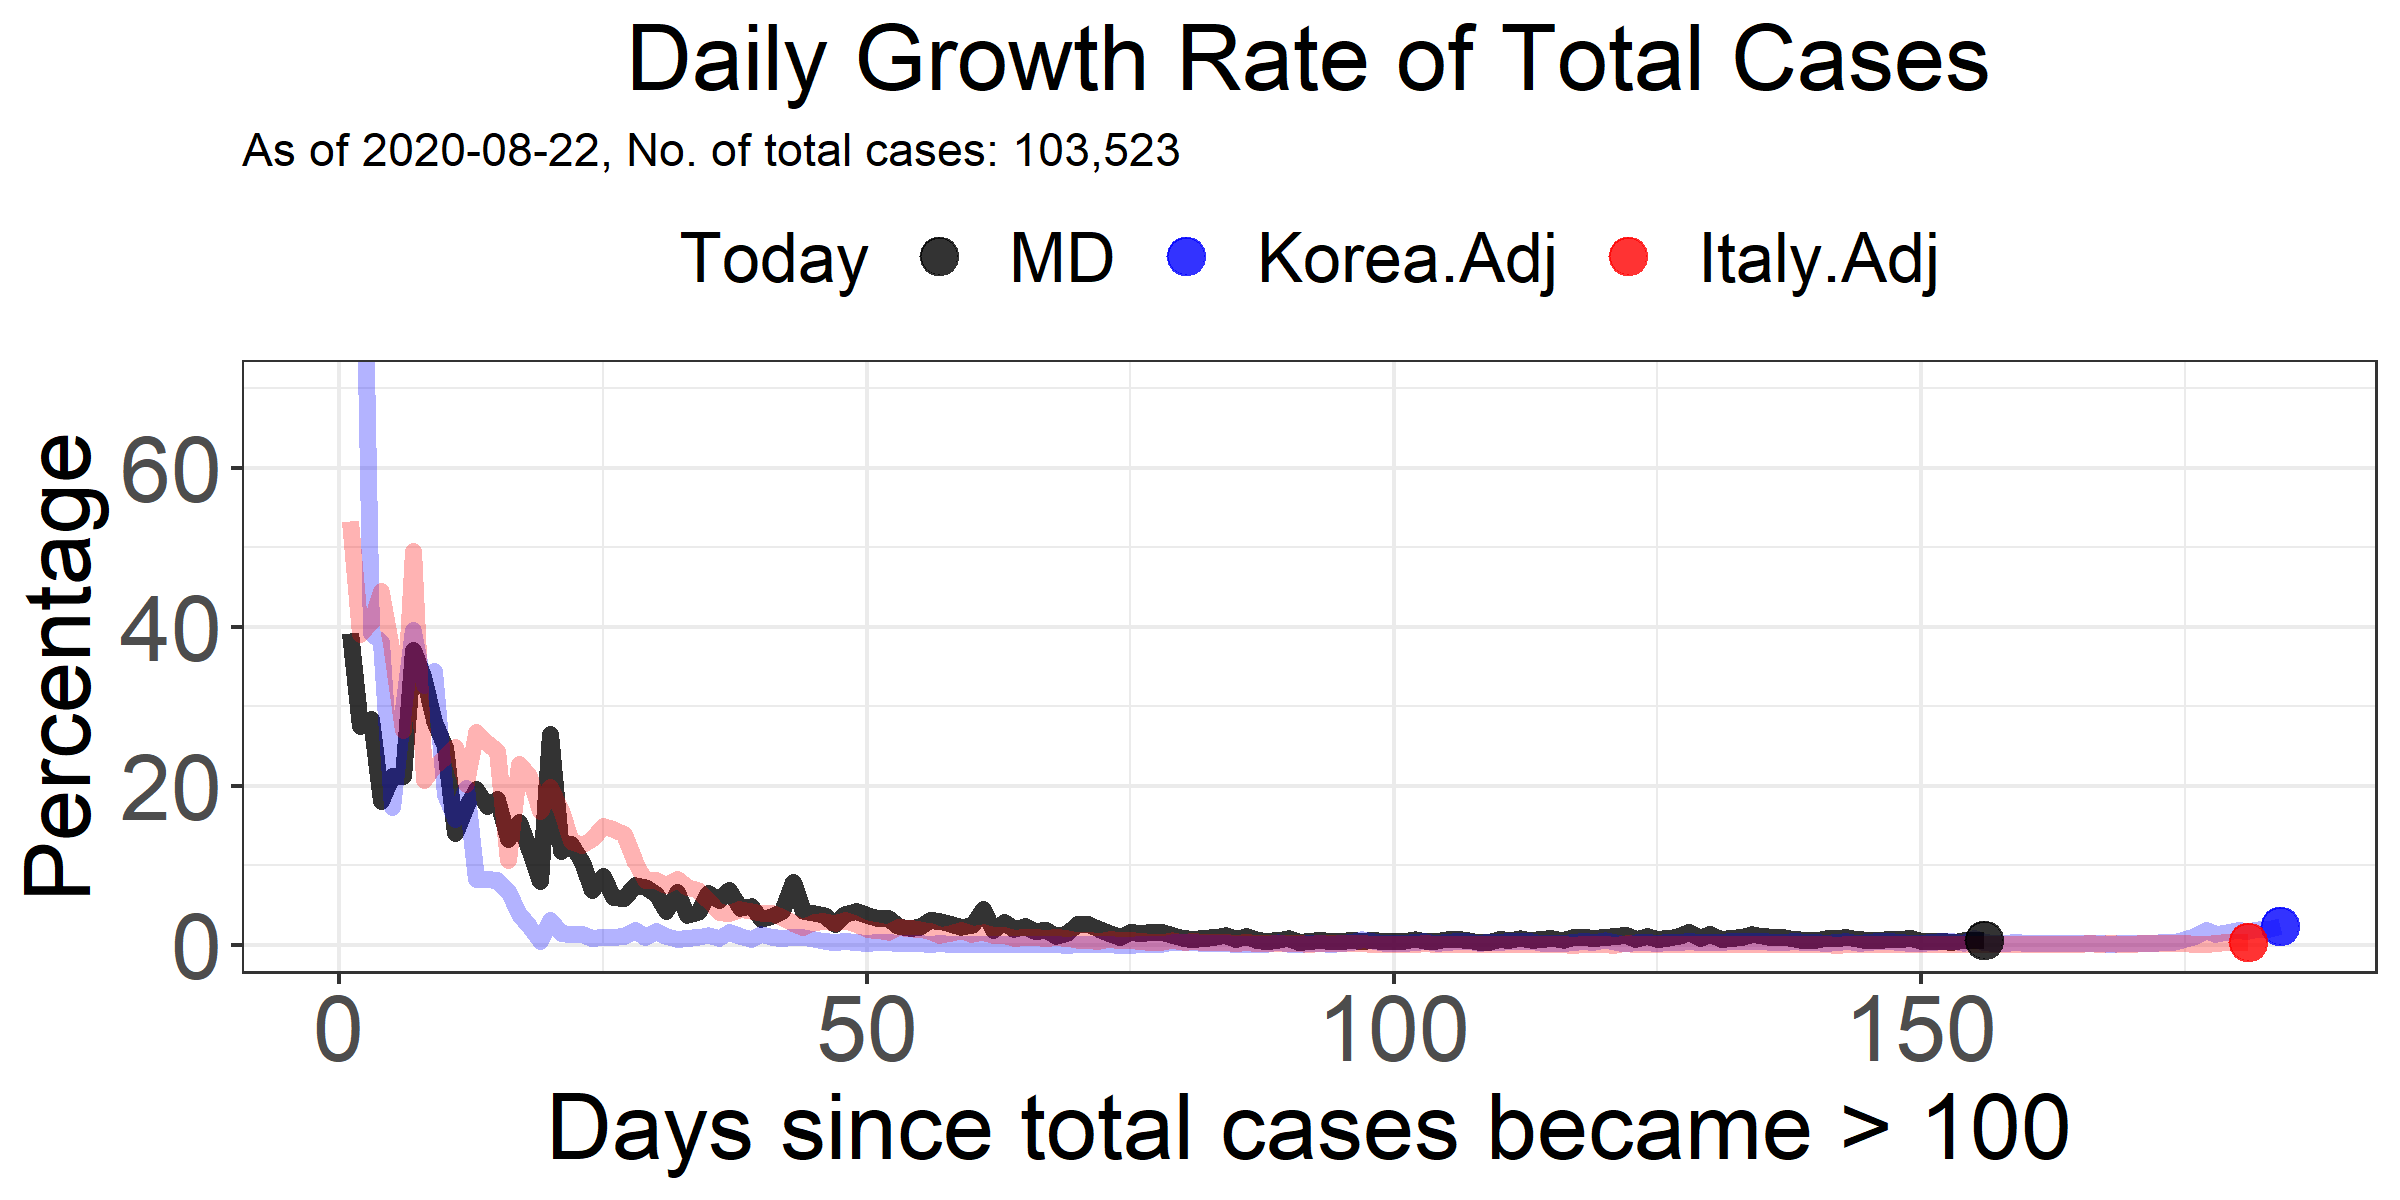 Daily Growth Rate of Total Cases
As of 2020-08-22, No. of total cases: 103,523
Today MD Korea.Adj Italy.Adj
Percentage
60
40
20
0
0 50 100 150
Days since total cases became > 100